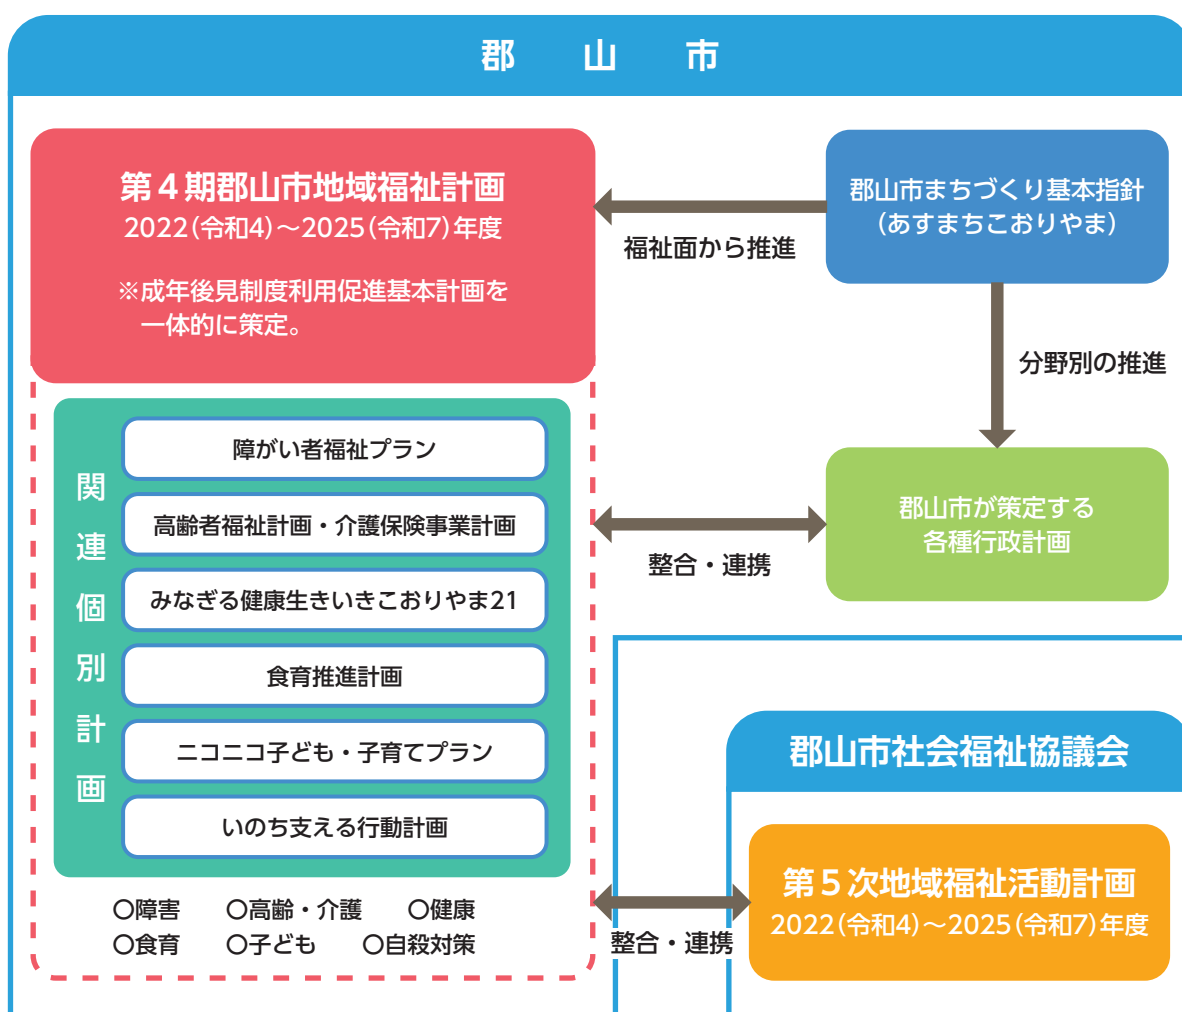 郡山市
第４期郡山市地域福祉計画
2022(令和4)～2025(令和7)年度
※成年後見制度利用促進基本計画を
一体的に策定。
福祉面から推進
郡山市まちづくり基本指針
(あすまちこおりやま)
分野別の推進
郡山市が策定する
各種行政計画
整合・連携
関連個別計画
障がい者福祉プラン
高齢者福祉計画・介護保険事業計画
みなぎる健康生きいきこおりやま21
食育推進計画
ニコニコ子ども・子育てプラン
いのち支える行動計画
○障害 ○高齢・介護 ○健康
○食育 ○子ども ○自殺対策
整合・連携
郡山市社会福祉協議会
第５次地域福祉活動計画
2022(令和4)～2025(令和7)年度